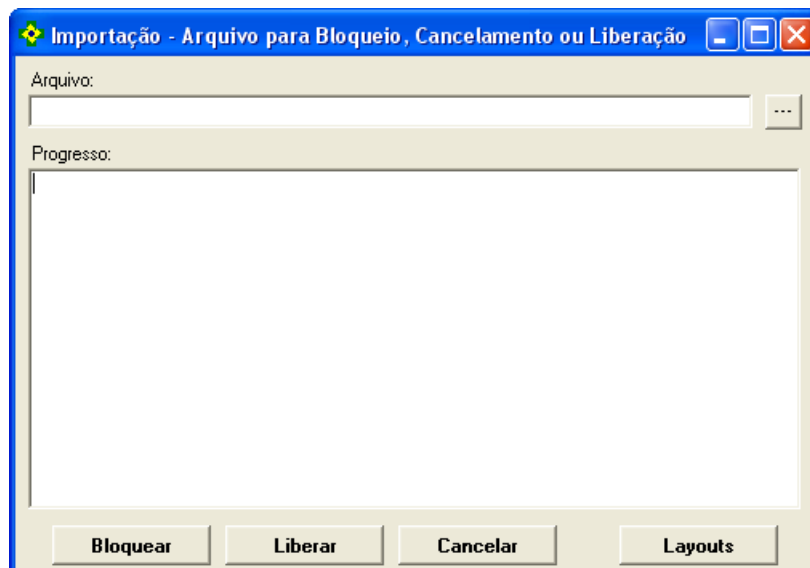 Importação - Arquivo para Bloqueio, Cancelamento ou Liberação
Arquivo:
---
Progresso:
Bloquear Liberar Cancelar Layouts